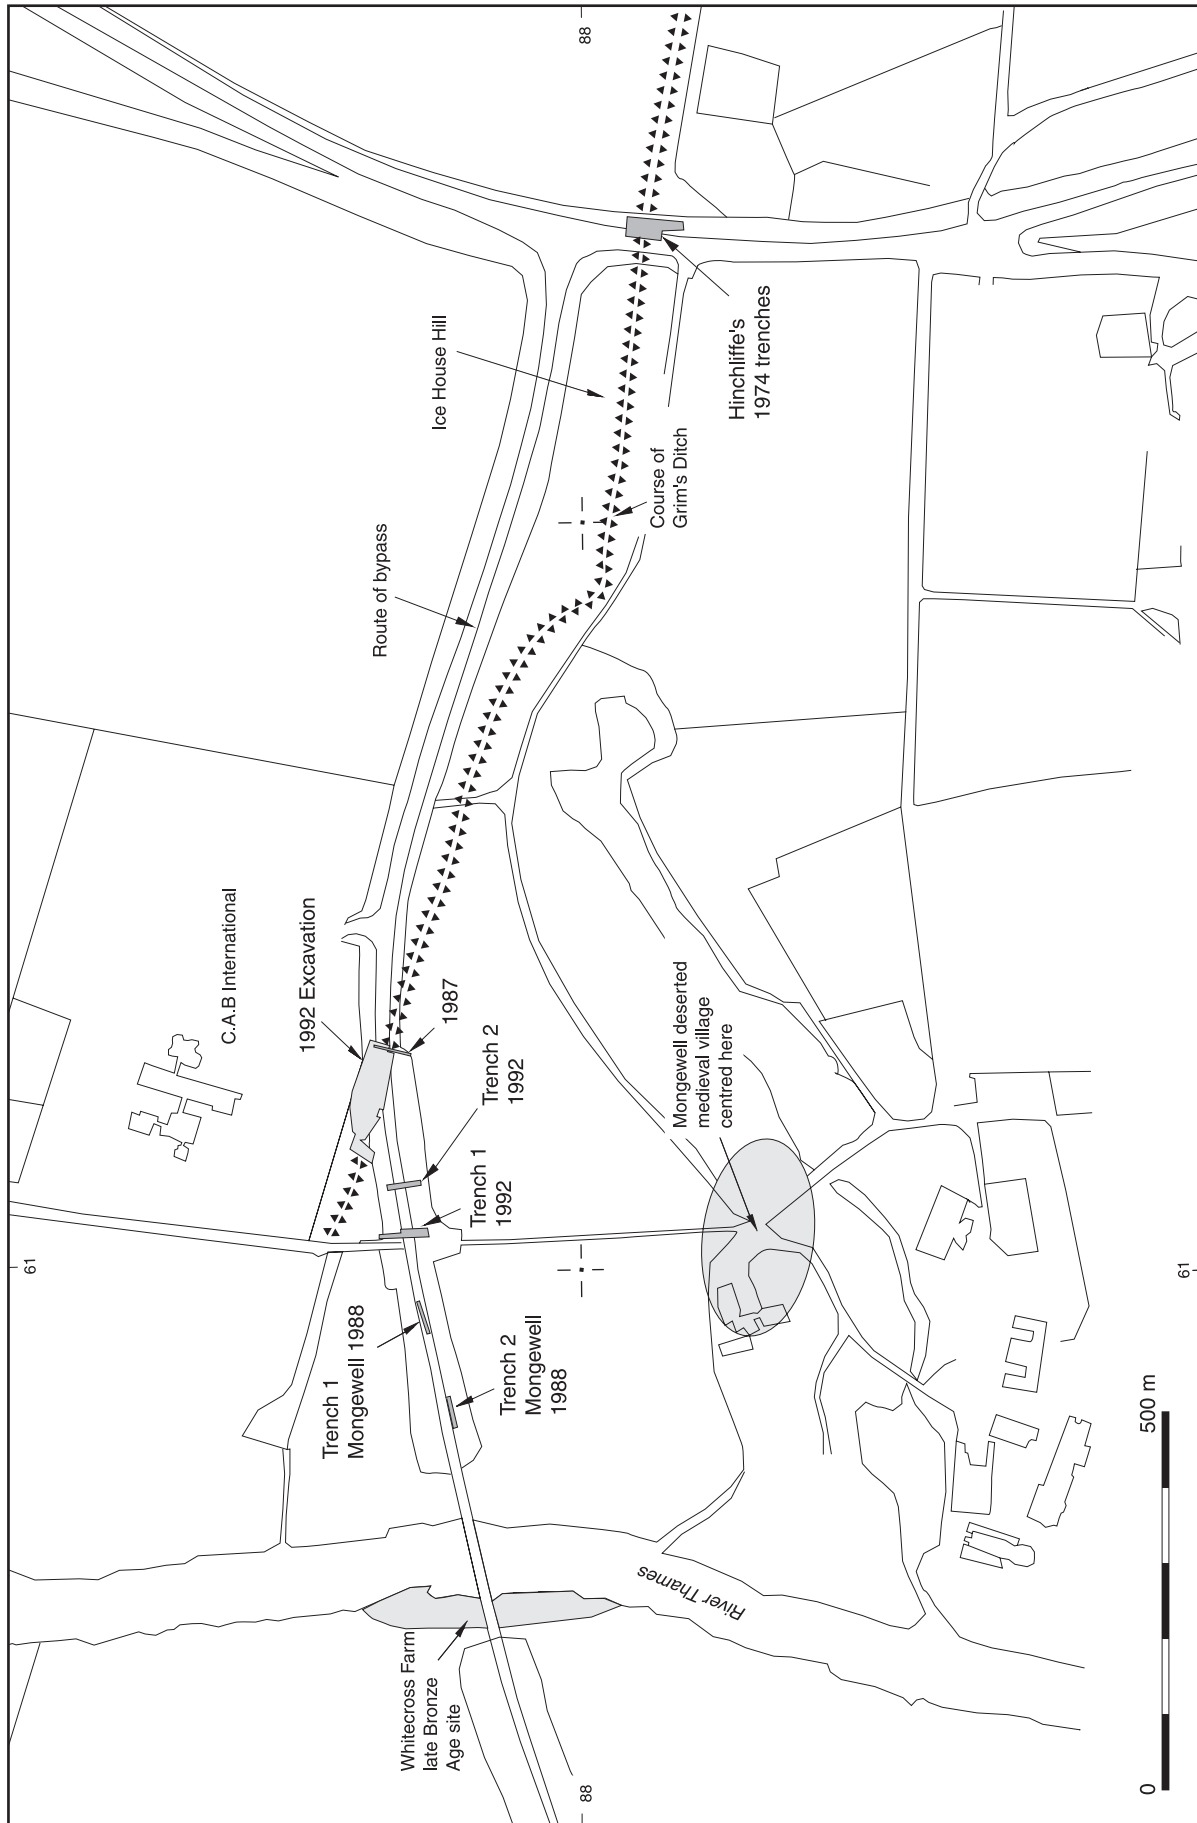 88
Ice House Hill
Route of bypass
Course of
Grim's Ditch
Hinchliffe's
1974 trenches
C.A.B International
1992 Excavation
1987
Trench 2
1992
Trench 1
1992
Mongewell deserted
medieval village
centred here
61
61
Trench 1
Mongewell 1988
Trench 2
Mongewell
1988
River Thames
Whitecross Farm
late Bronze
Age site
88
0
500 m